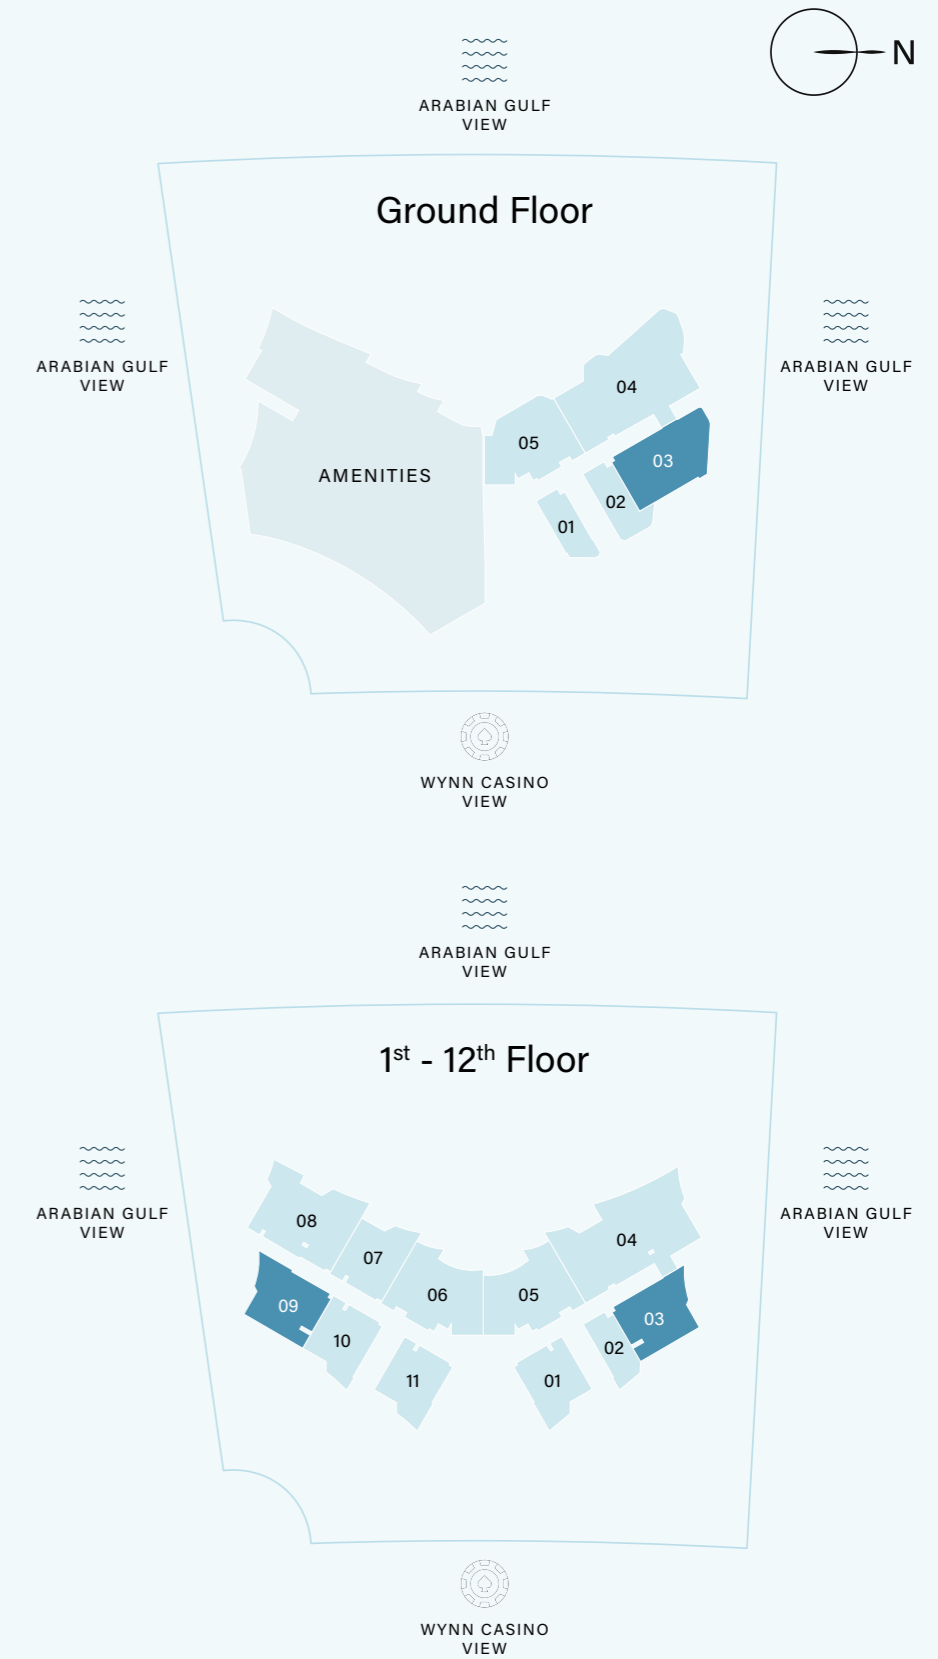 N
ARABIAN GULF
VIEW
Ground Floor
ARABIAN GULF
VIEW
ARABIAN GULF
VIEW
04
05
03
AMENITIES
02
01
WYNN CASINO
VIEW
ARABIAN GULF
VIEW
1st - 12th Floor
ARABIAN GULF
VIEW
ARABIAN GULF
VIEW
08
04
07
06
05
09
03
10
02
11
01
WYNN CASINO
VIEW